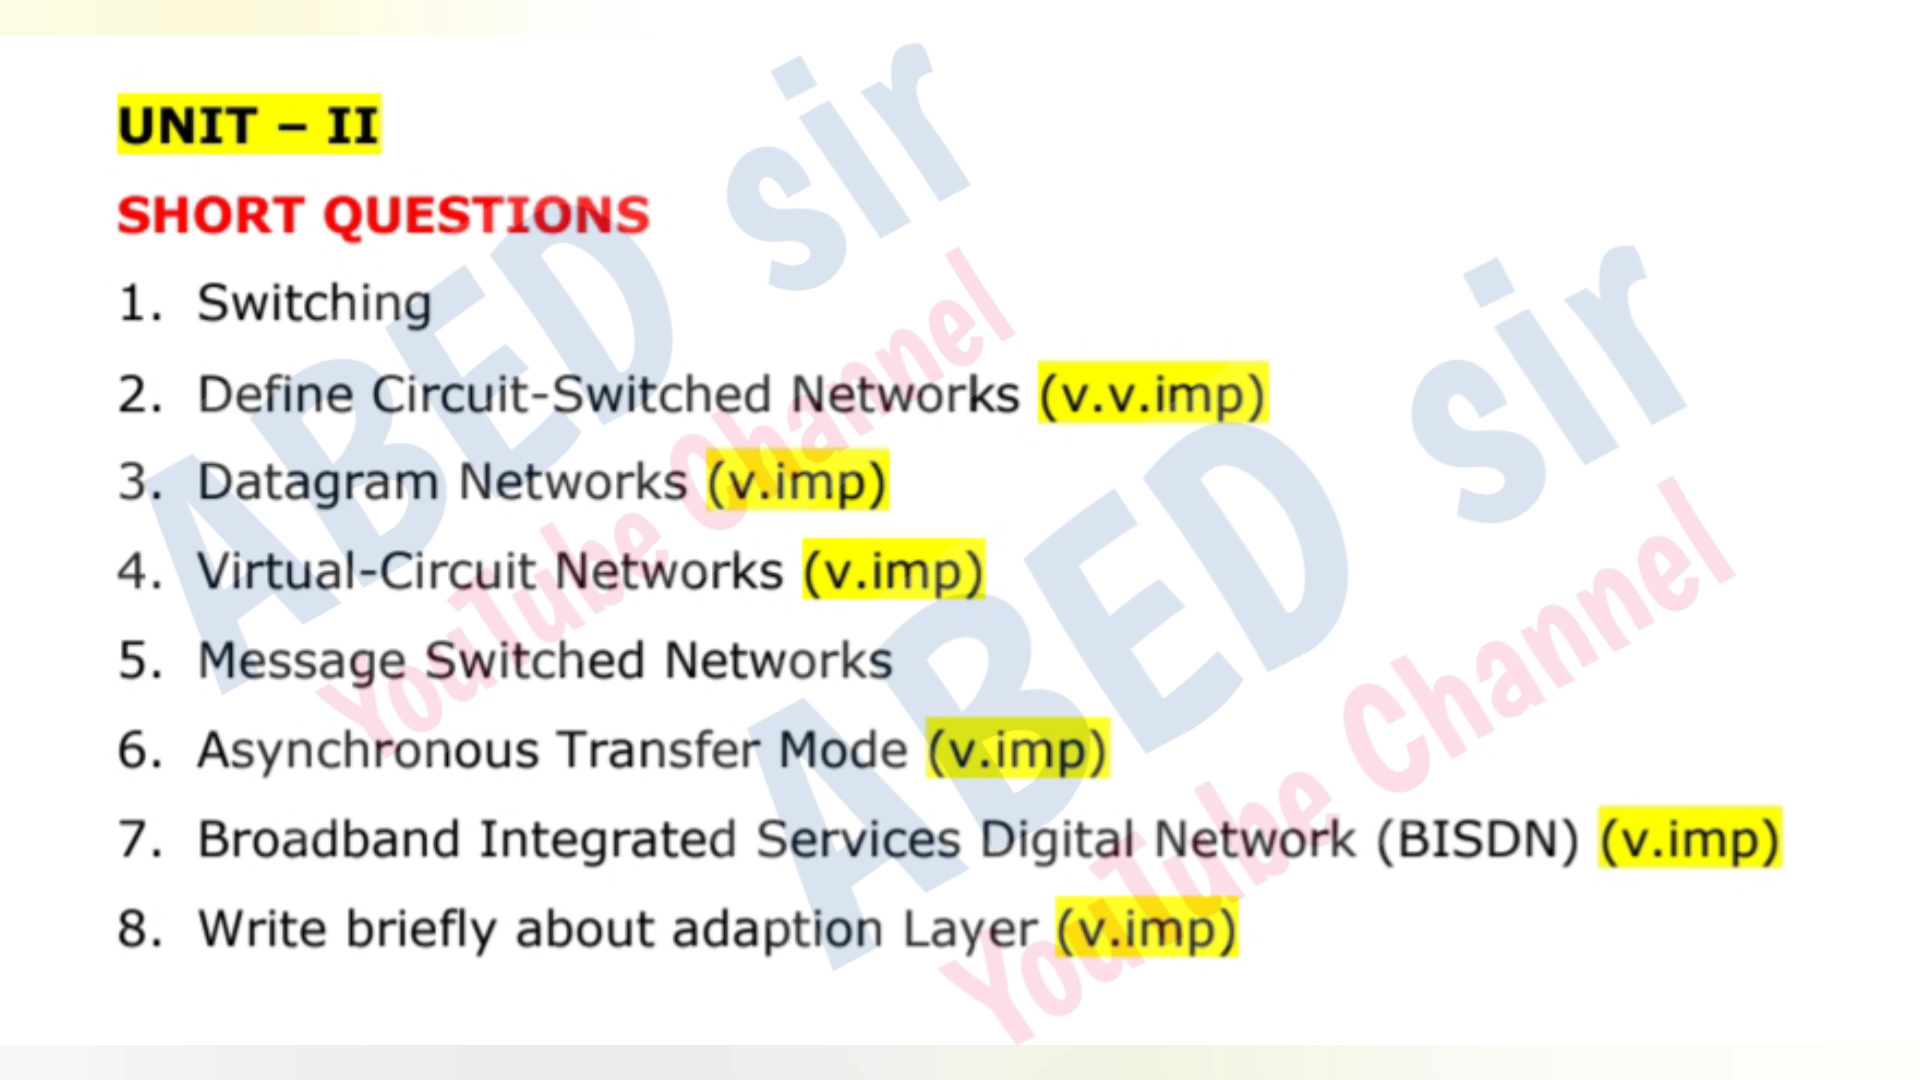 UNIT – II
SHORT QUESTIONS
1. Switching
2. Define Circuit-Switched Networks (v.v.imp)
3. Datagram Networks (v.imp)
4. Virtual-Circuit Networks (v.imp)
5. Message Switched Networks
6. Asynchronous Transfer Mode (v.imp)
7. Broadband Integrated Services Digital Network (BISDN) (v.imp)
8. Write briefly about adaption Layer (v.imp)
ABED sir
YouTube Channel
ABED sir
YouTube Channel